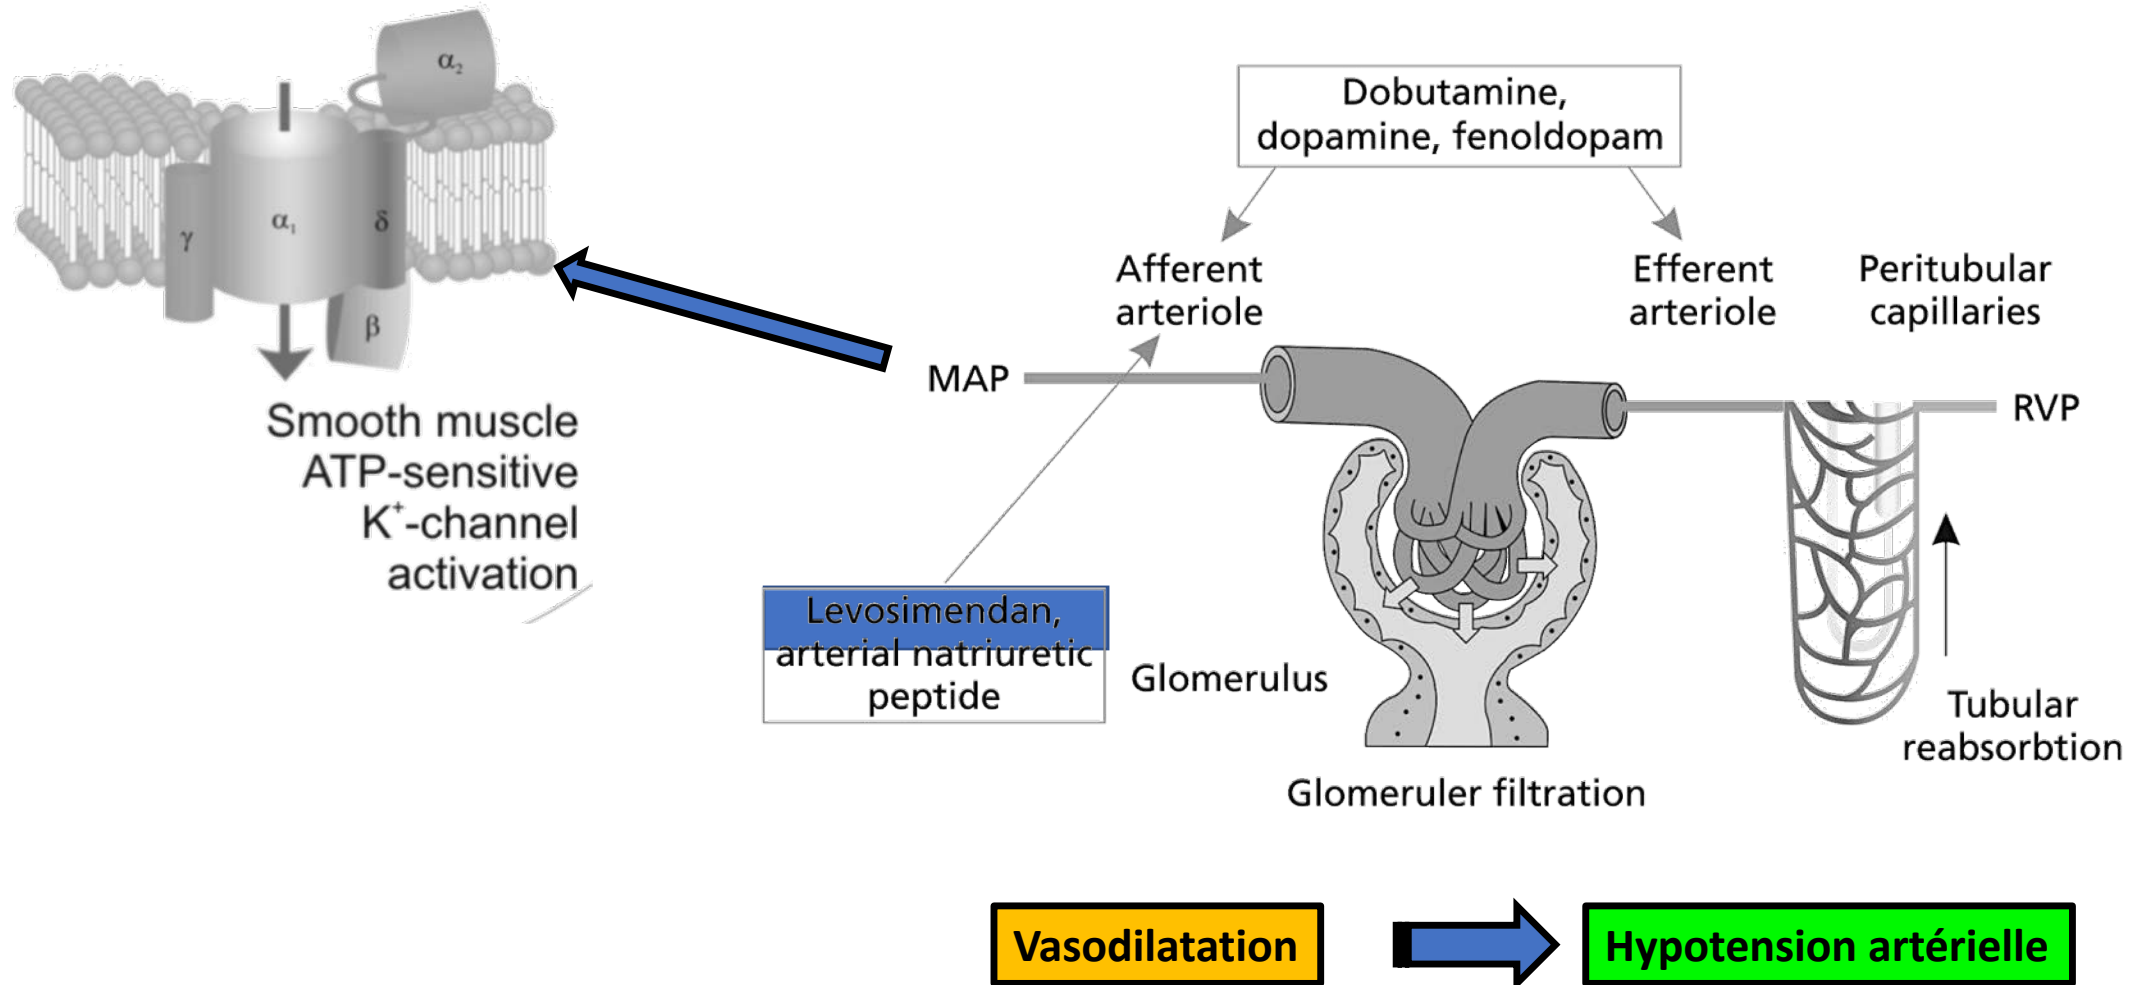 α₂
γ
α₁
δ
β
Smooth muscle
ATP-sensitive
K⁺-channel
activation
Dobutamine,
dopamine, fenoldopam
Afferent
arteriole
Efferent
arteriole
Peritubular
capillaries
MAP
RVP
Levosimendan,
arterial natriuretic
peptide
Glomerulus
Tubular
reabsorbtion
Glomeruler filtration
Vasodilatation
Hypotension artérielle